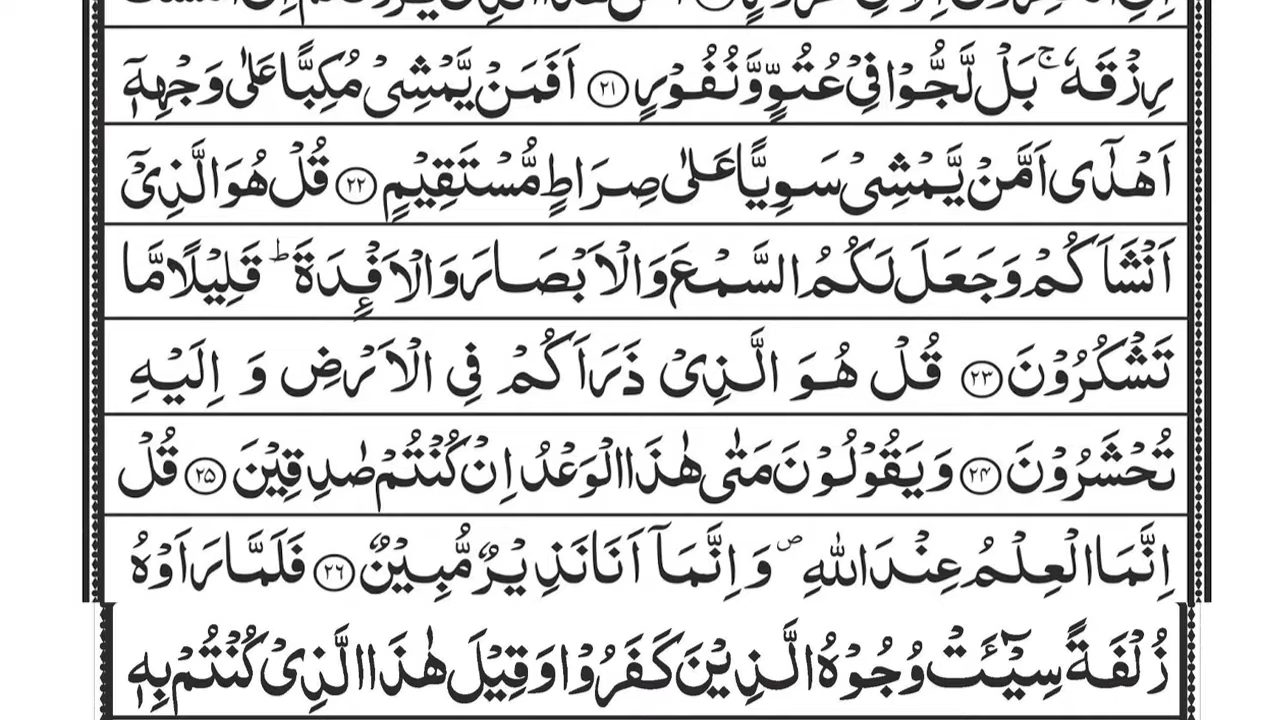 رِزۡقَهٗ ۚ بَلۡ لَّجُّوۡا فِىۡ عُتُوٍّ وَّنُفُوۡرٍ ﴿۲۱﴾ اَفَمَنۡ يَّمۡشِىۡ مُكِبًّا عَلٰى وَجۡهِهٖۤ
اَهۡدٰٓى اَمَّنۡ يَّمۡشِىۡ سَوِيًّا عَلٰى صِرَاطٍ مُّسۡتَقِيۡمٍ ﴿۲۲﴾ قُلۡ هُوَ الَّذِىۡۤ
اَنۡشَاَكُمۡ وَجَعَلَ لَكُمُ السَّمۡعَ وَالۡاَبۡصَارَ وَالۡاَفۡـِٕدَةَ ؕ قَلِيۡلًا مَّا
تَشۡكُرُوۡنَ ﴿۲۳﴾ قُلۡ هُوَ الَّذِىۡ ذَرَاَكُمۡ فِى الۡاَرۡضِ وَ اِلَيۡهِ
تُحۡشَرُوۡنَ ﴿۲۴﴾ وَيَقُوۡلُوۡنَ مَتٰى هٰذَا الۡوَعۡدُ اِنۡ كُنۡتُمۡ صٰدِقِيۡنَ ﴿۲۵﴾ قُلۡ
اِنَّمَا الۡعِلۡمُ عِنۡدَ اللّٰهِ ۖ وَاِنَّمَاۤ اَنَا نَذِيۡرٌ مُّبِيۡنٌ ﴿۲۶﴾ فَلَمَّا رَاَوۡهُ
زُلۡفَةً سِيۡٓـــَٔتۡ وُجُوۡهُ الَّذِيۡنَ كَفَرُوۡا وَقِيۡلَ هٰذَا الَّذِىۡ كُنۡتُمۡ بِهٖ